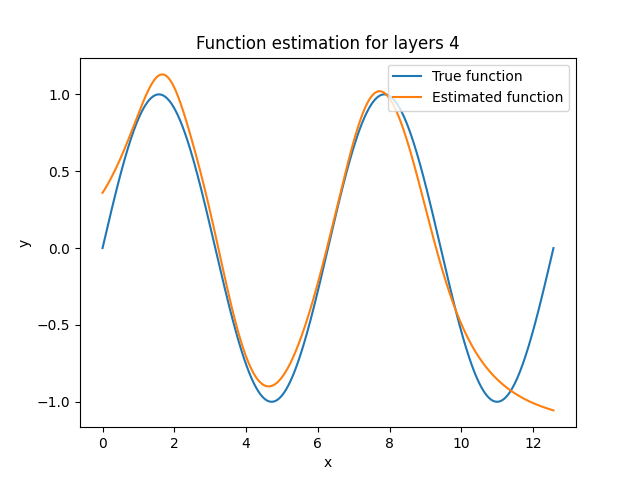 Function estimation for layers 4
True function
Estimated function
1.0
0.5
0.0
−0.5
−1.0
y
0
2
4
6
8
10
12
x